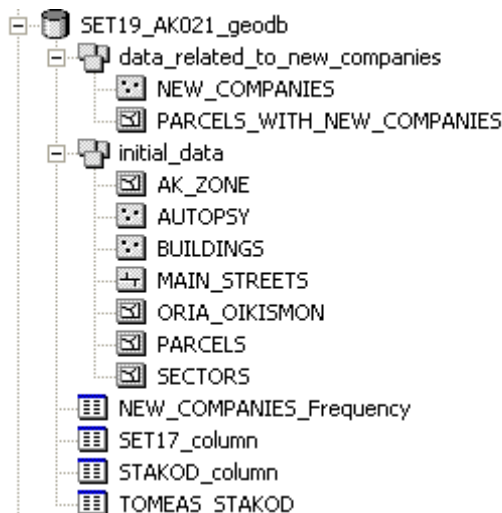 SET19_AK021_geodb
data_related_to_new_companies
NEW_COMPANIES
PARCELS_WITH_NEW_COMPANIES
initial_data
AK_ZONE
AUTOPSY
BUILDINGS
MAIN_STREETS
ORIA_OIKISMON
PARCELS
SECTORS
NEW_COMPANIES_Frequency
SET17_column
STAKOD_column
TOMEAS_STAKOD